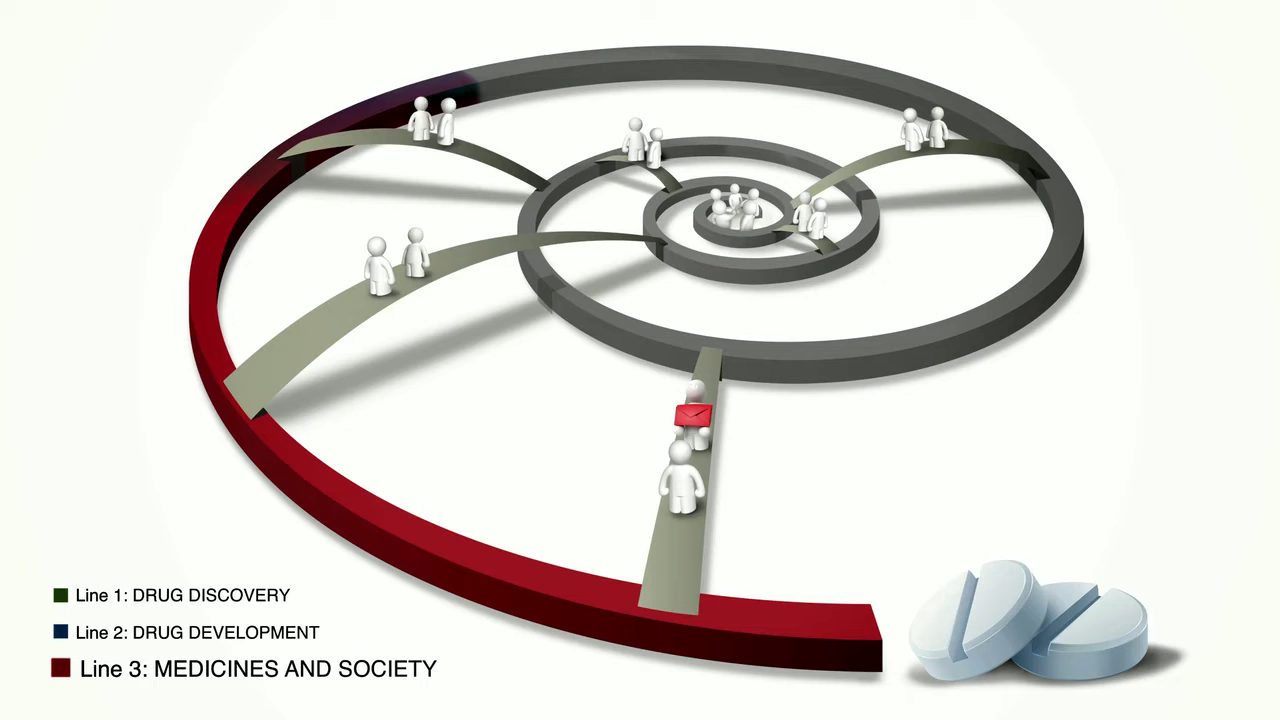 Line 1: DRUG DISCOVERY
Line 2: DRUG DEVELOPMENT
Line 3: MEDICINES AND SOCIETY